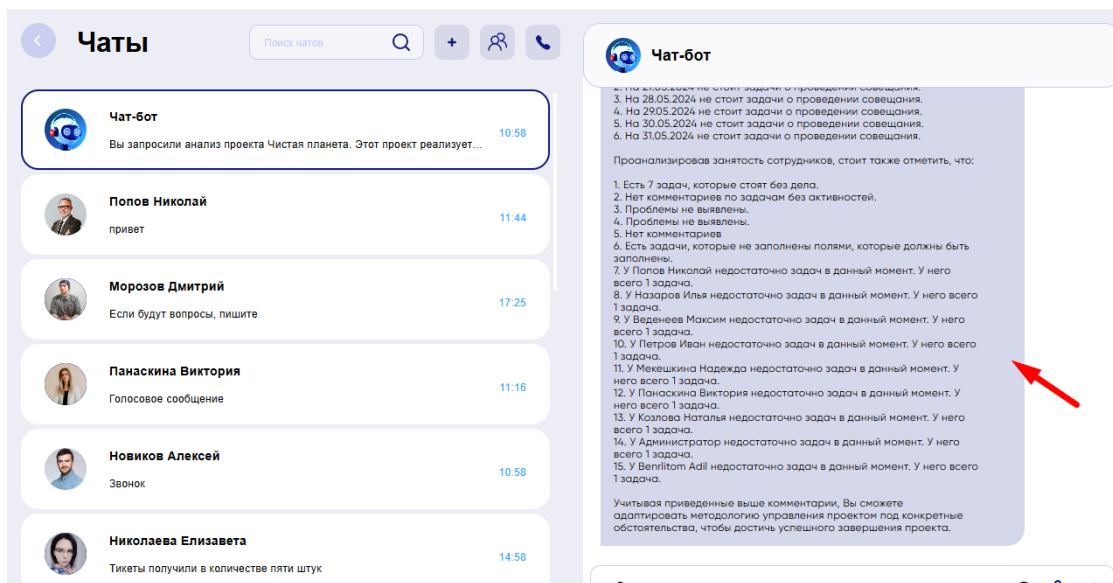 Чаты
Поиск чатов
Чат-бот
10:58
Вы запросили анализ проекта Чистая планета. Этот проект реализует...
Попов Николай
11:44
привет
Морозов Дмитрий
17:25
Если будут вопросы, пишите
Панаскина Виктория
11:16
Голосовое сообщение
Новиков Алексей
10:58
Звонок
Николаева Елизавета
14:58
Тикеты получили в количестве пяти штук
Чат-бот
2. На 27.05.2024 не стоит задачи о проведении совещания.
3. На 28.05.2024 не стоит задачи о проведении совещания.
4. На 29.05.2024 не стоит задачи о проведении совещания.
5. На 30.05.2024 не стоит задачи о проведении совещания.
6. На 31.05.2024 не стоит задачи о проведении совещания.
Проанализировав занятость сотрудников, стоит также отметить, что:
1. Есть 7 задач, которые стоят без дела.
2. Нет комментариев по задачам без активностей.
3. Проблемы не выявлены.
4. Проблемы не выявлены.
5. Нет комментариев
6. Есть задачи, которые не заполнены полями, которые должны быть
заполнены.
7. У Попов Николай недостаточно задач в данный момент. У него
всего 1 задача.
8. У Назаров Илья недостаточно задач в данный момент. У него всего
1 задача.
9. У Веденеев Максим недостаточно задач в данный момент. У него
всего 1 задача.
10. У Петров Иван недостаточно задач в данный момент. У него всего
1 задача.
11. У Мекешкина Надежда недостаточно задач в данный момент. У
него всего 1 задача.
12. У Панаскина Виктория недостаточно задач в данный момент. У
него всего 1 задача.
13. У Козлова Наталья недостаточно задач в данный момент. У него
всего 1 задача.
14. У Администратор недостаточно задач в данный момент. У него
всего 1 задача.
15. У Benrlitom Adil недостаточно задач в данный момент. У него всего
1 задача.
Учитывая приведенные выше комментарии, Вы сможете
адаптировать методологию управления проектом под конкретные
обстоятельства, чтобы достичь успешного завершения проекта.